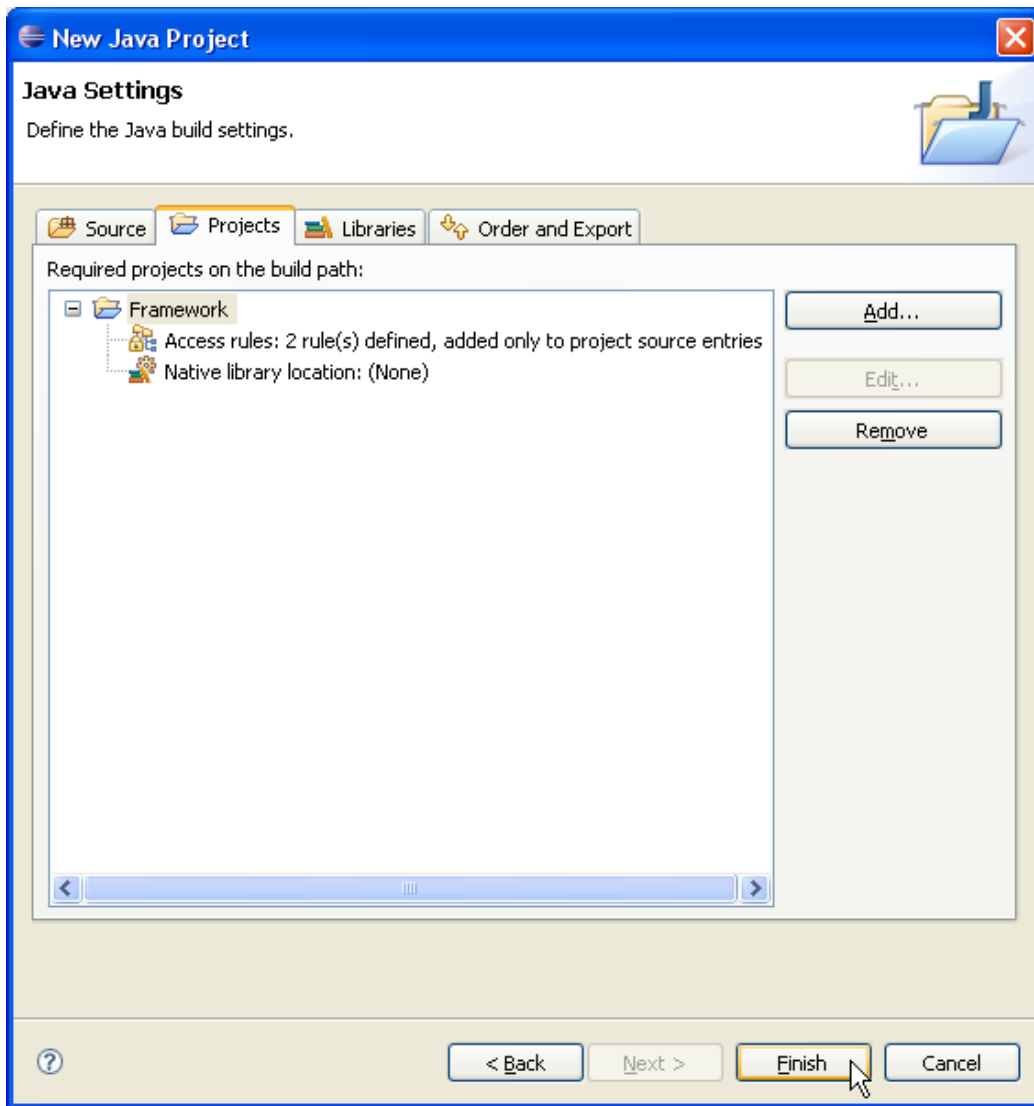 New Java Project
Java Settings
Define the Java build settings.
Source Projects Libraries Order and Export
Required projects on the build path:
Framework
Access rules: 2 rule(s) defined, added only to project source entries
Native library location: (None)
Add...
Edit...
Remove
< Back Next > Finish Cancel